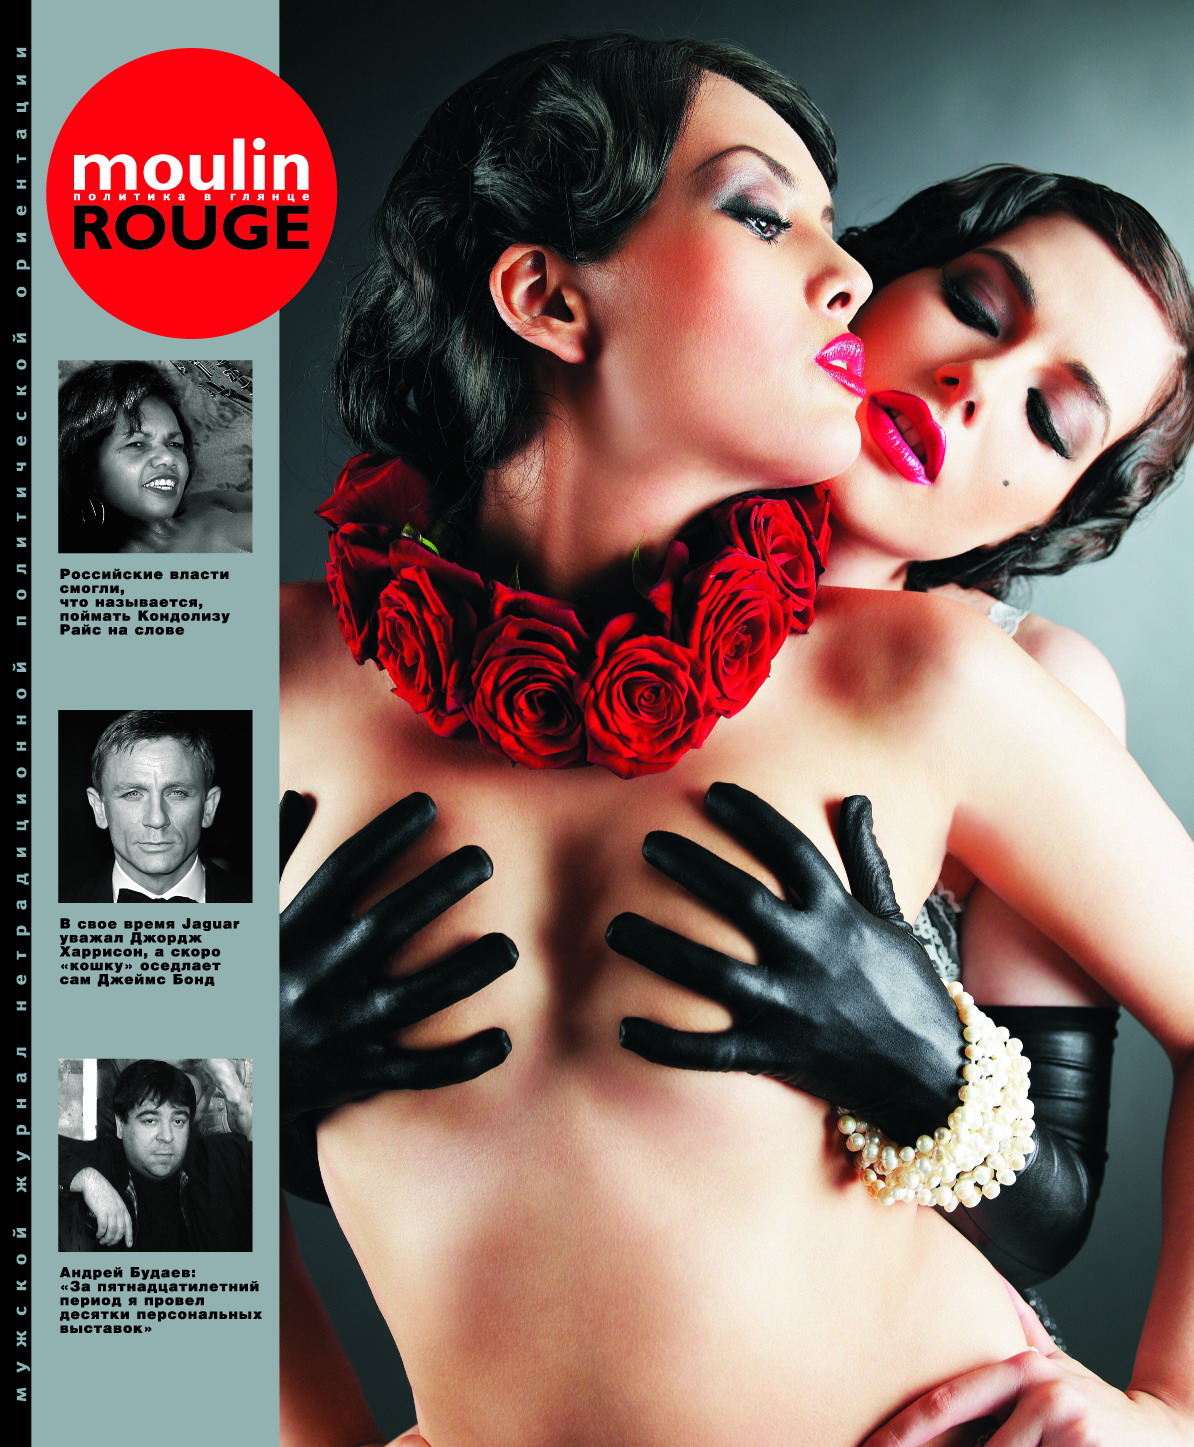 мужской журнал нетрадиционной политической ориентации
moulin
политика в глянце
ROUGE
Российские власти
смогли,
что называется,
поймать Кондолизу
Райс на слове
В свое время Jaguar
уважал Джордж
Харрисон, а скоро
«кошку» оседлает
сам Джеймс Бонд
Андрей Будаев:
«За пятнадцатилетний
период я провел
десятки персональных
выставок»